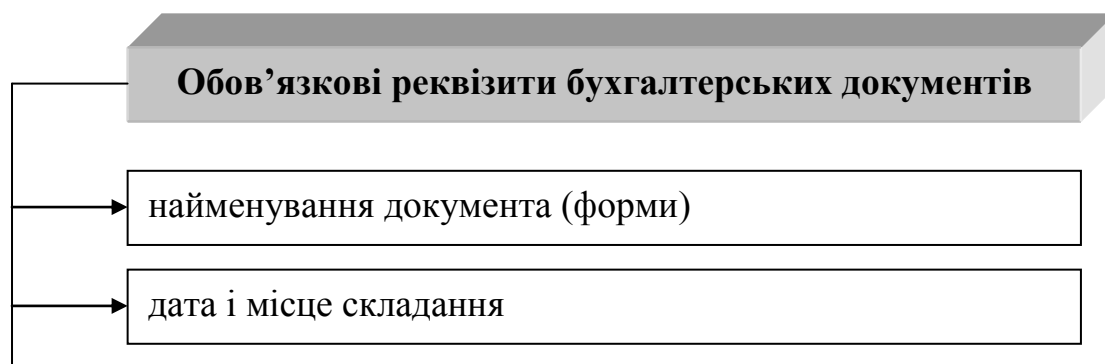 Обов’язкові реквізити бухгалтерських документів
найменування документа (форми)
дата і місце складання